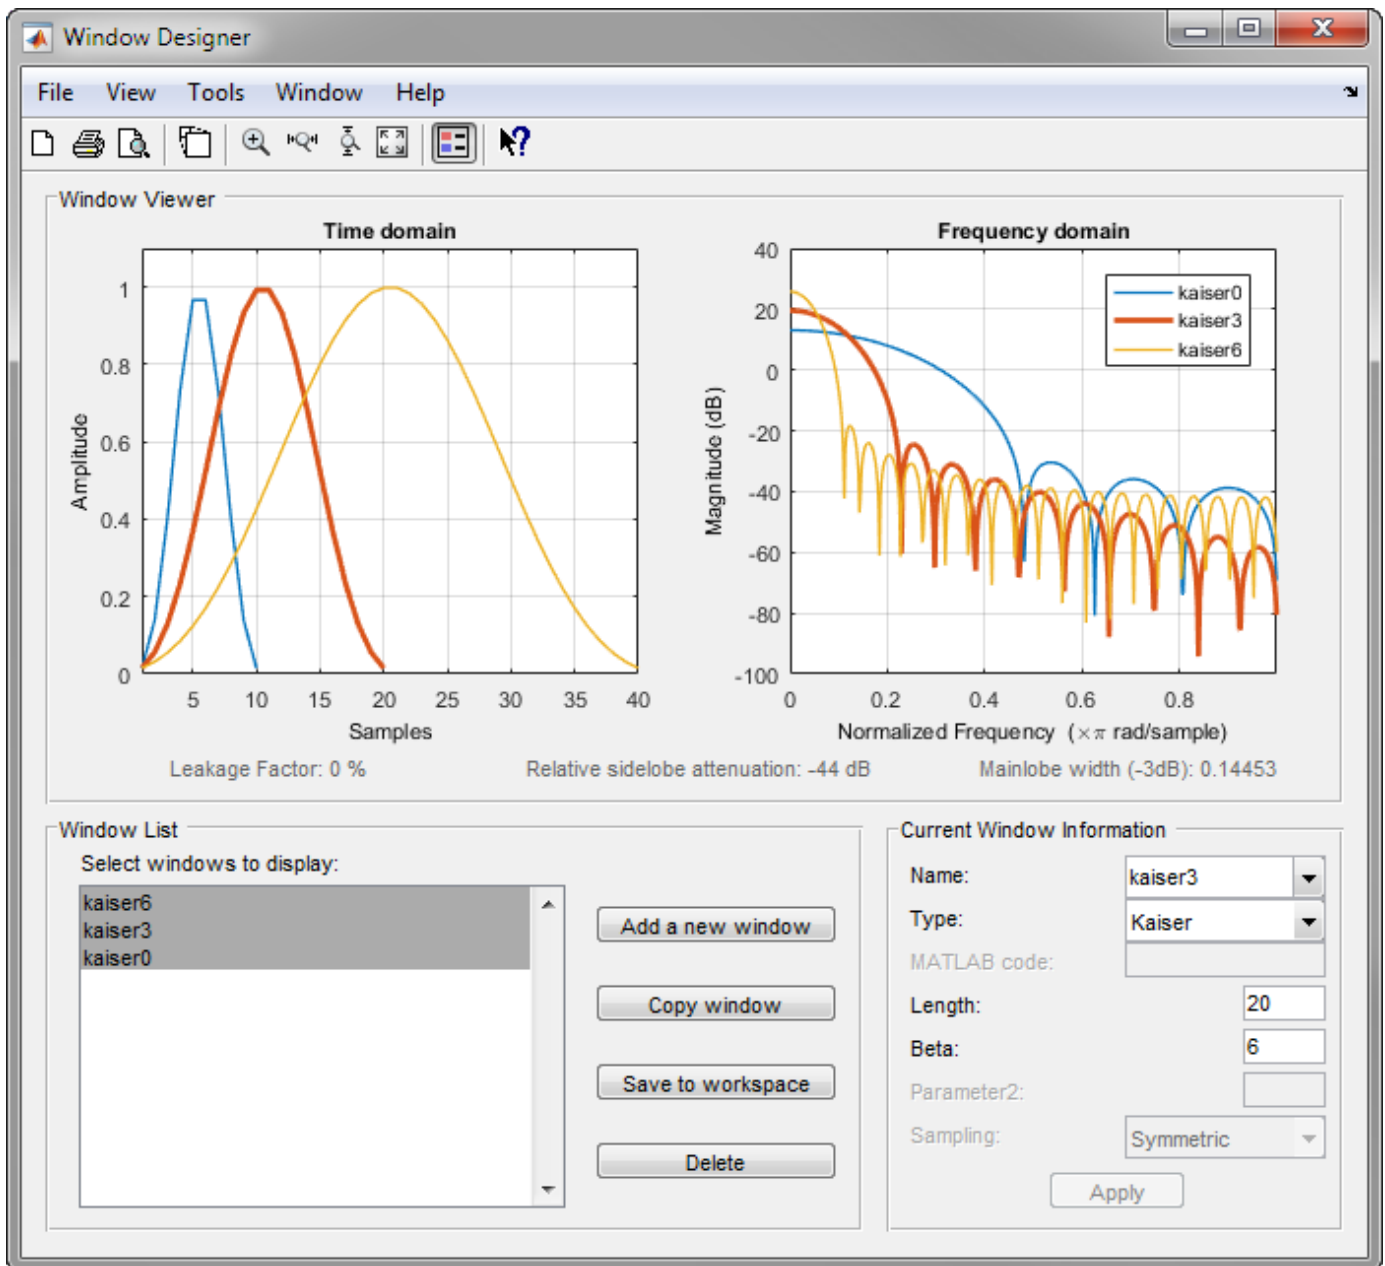 Window Designer
File View Tools Window Help
Window Viewer
Time domain
1
0.8
0.6
0.4
0.2
0
Amplitude
5 10 15 20 25 30 35 40
Samples
Frequency domain
40
20
0
-20
-40
-60
-80
-100
Magnitude (dB)
kaiser0
kaiser3
kaiser6
0 0.2 0.4 0.6 0.8
Normalized Frequency (×π rad/sample)
Leakage Factor: 0 % Relative sidelobe attenuation: -44 dB Mainlobe width (-3dB): 0.14453
Window List
Select windows to display:
kaiser6
kaiser3
kaiser0
Add a new window
Copy window
Save to workspace
Delete
Current Window Information
Name: kaiser3
Type: Kaiser
MATLAB code:
Length: 20
Beta: 6
Parameter2:
Sampling: Symmetric
Apply